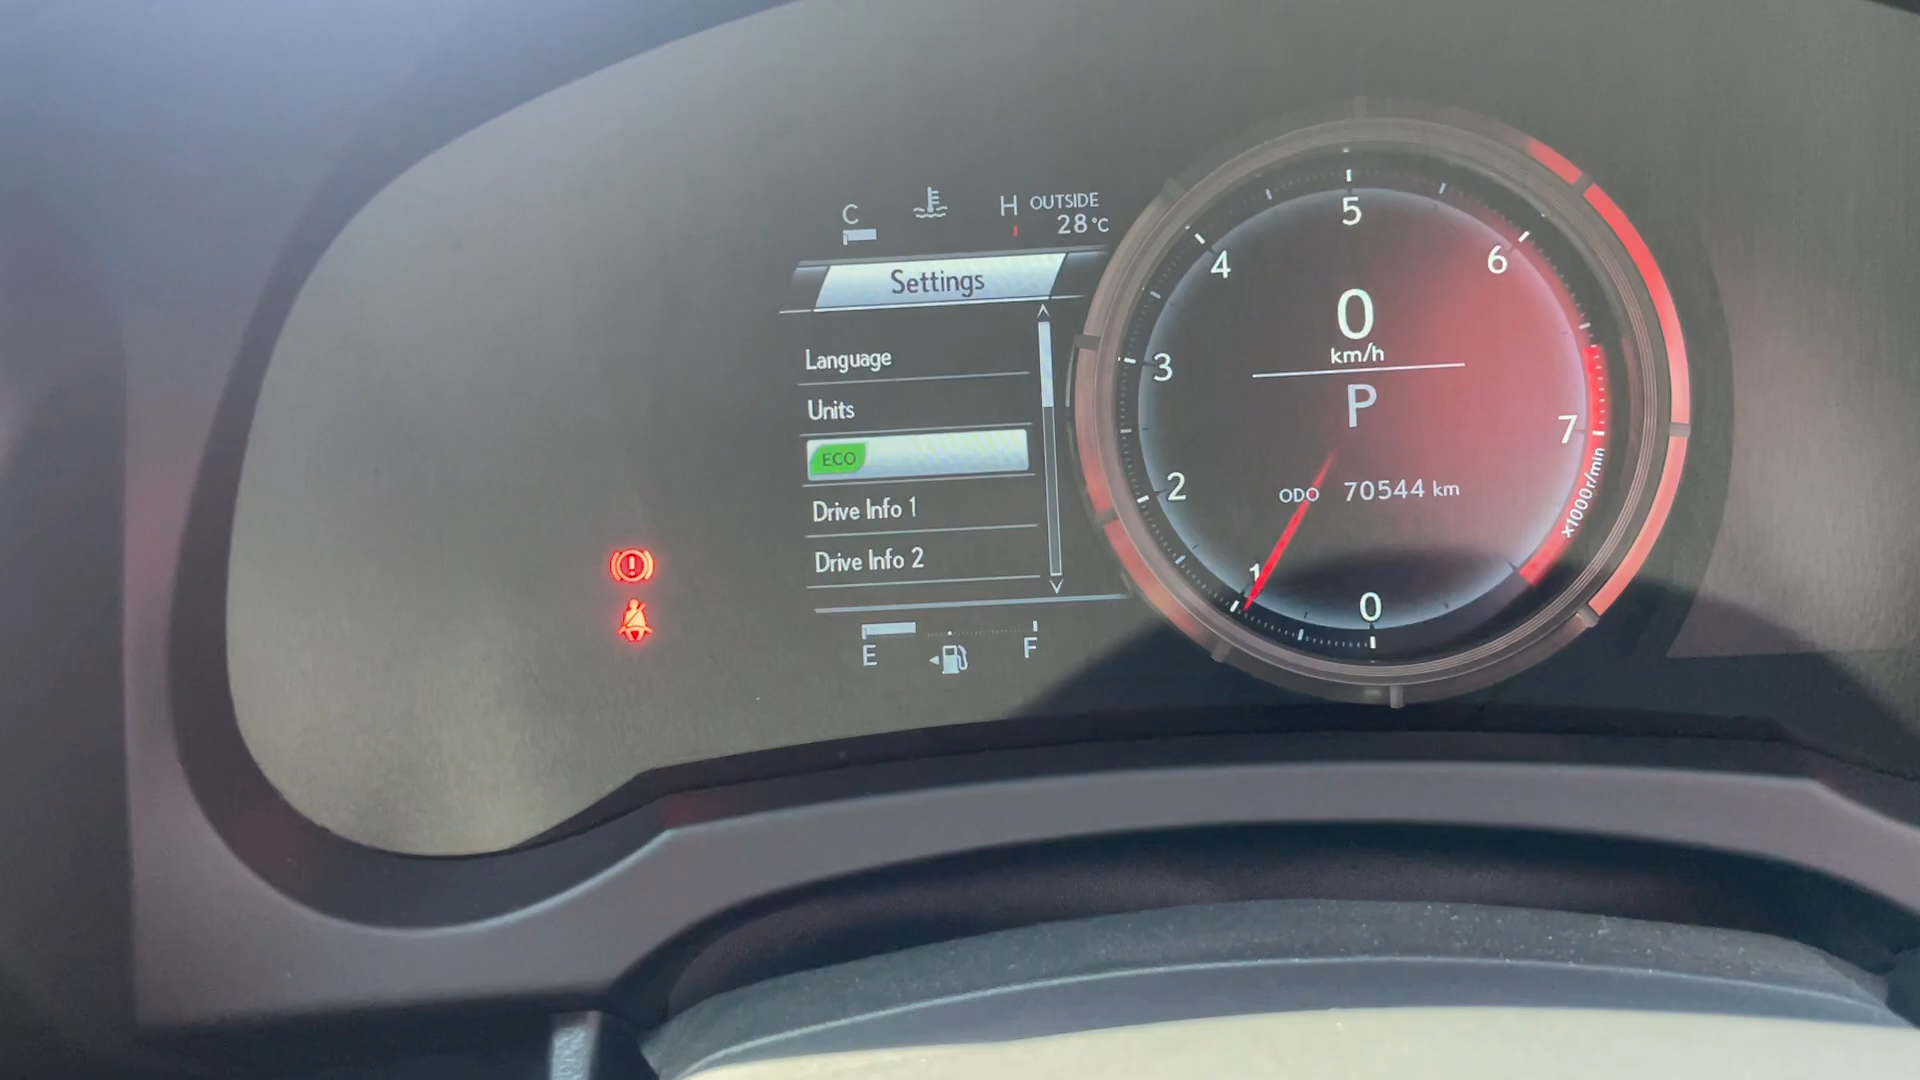 C H OUTSIDE
28°C
Settings
Language
Units
ECO
Drive Info 1
Drive Info 2
E F
0
1
2
3
4
5
6
7
x1000r/min
0
km/h
P
ODO 70544 km